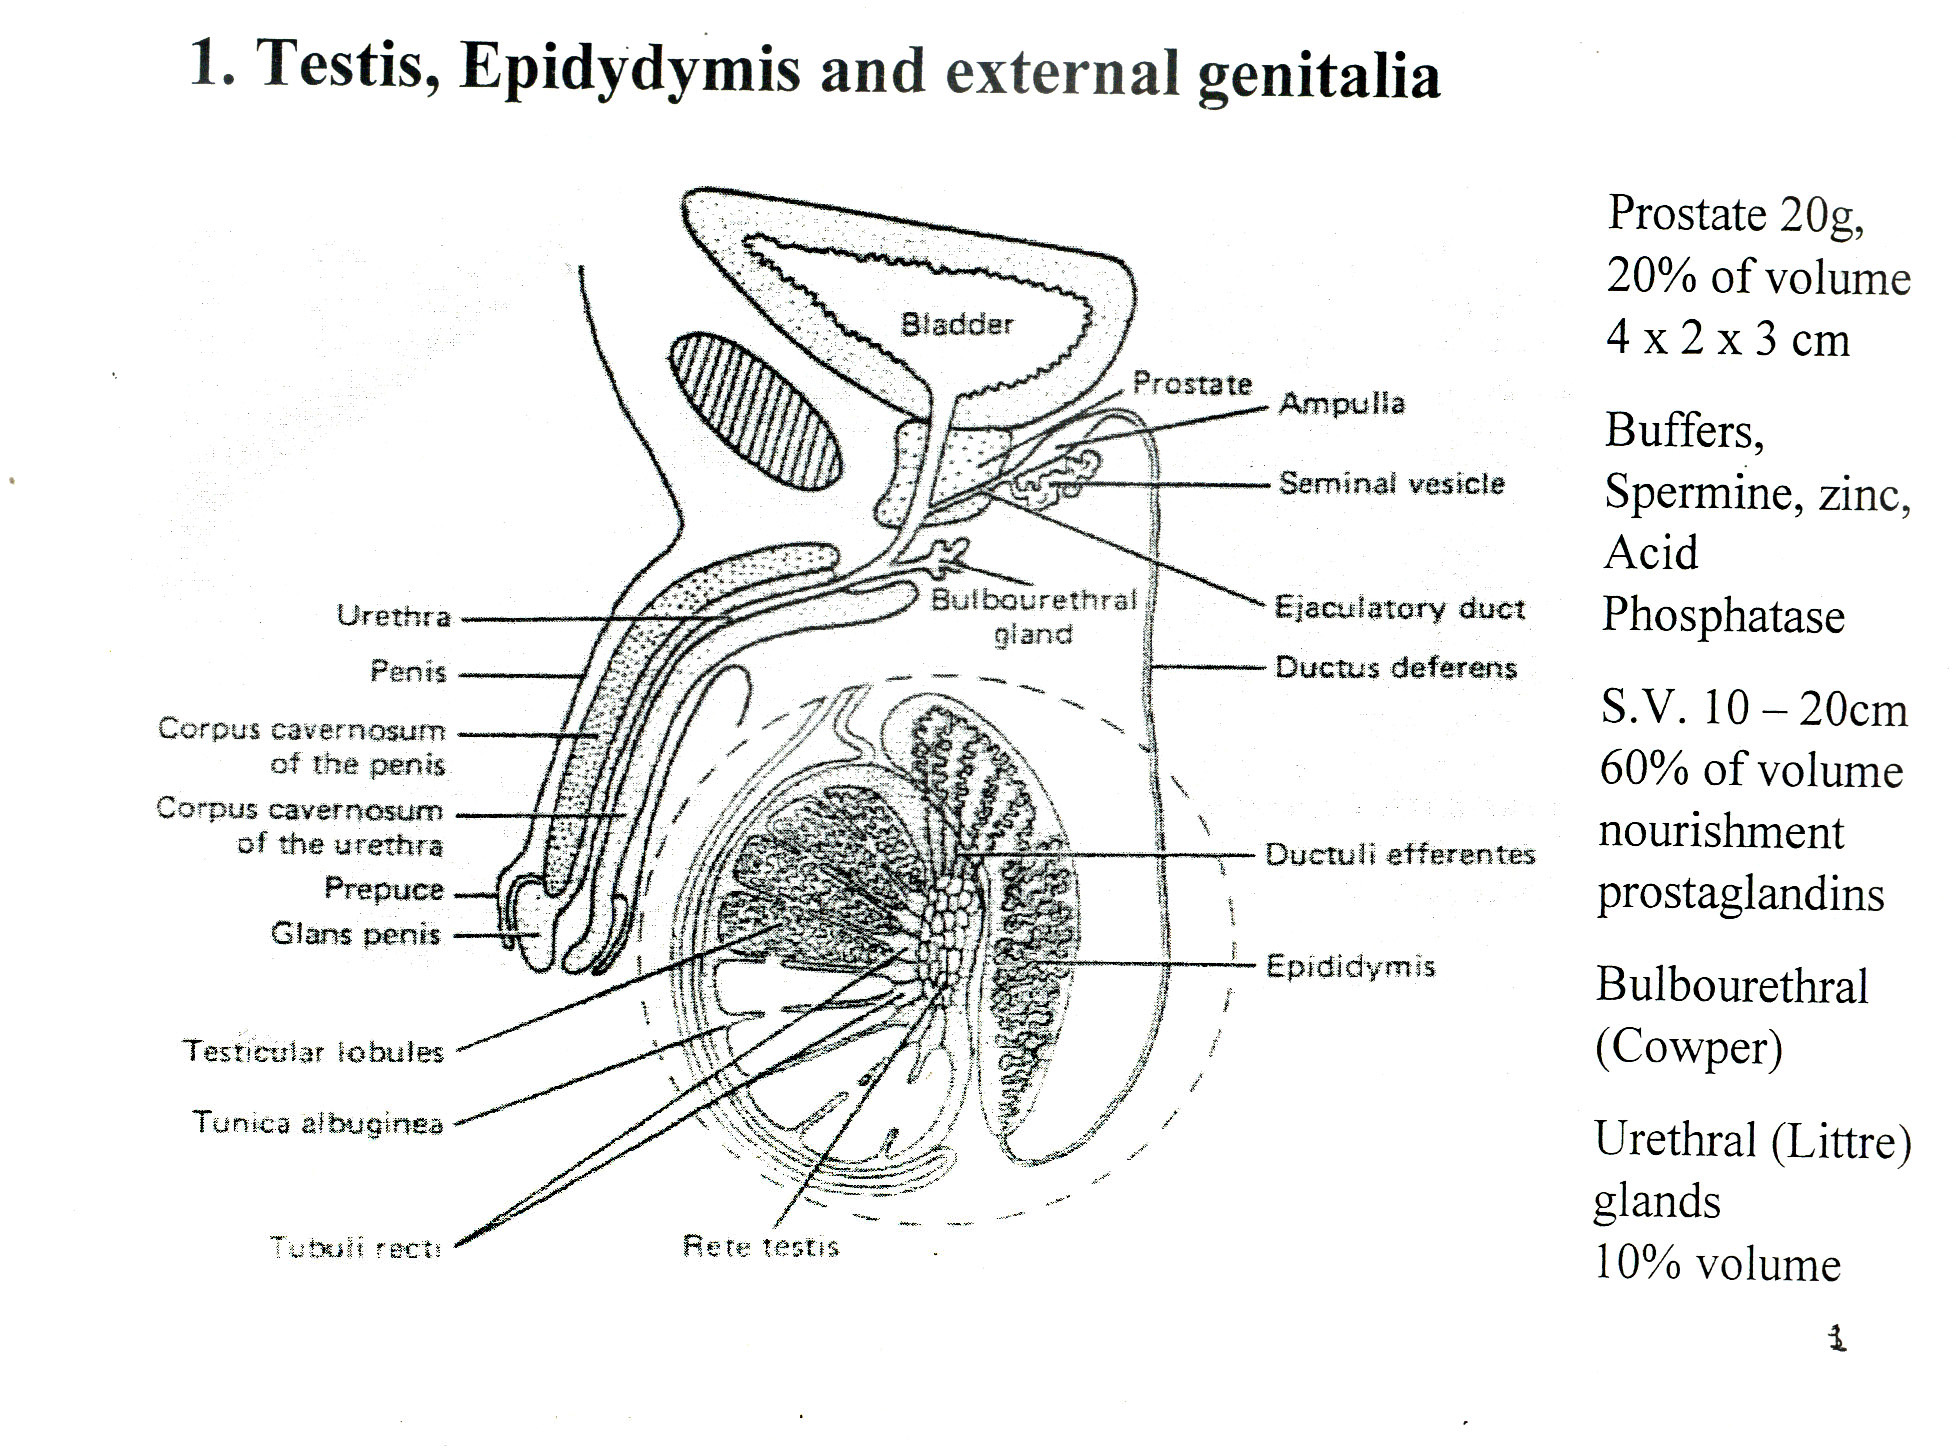 1. Testis, Epidydymis and external genitalia
Prostate 20g,
20% of volume
4 x 2 x 3 cm
Buffers,
Spermine, zinc,
Acid
Phosphatase
S.V. 10 – 20cm
60% of volume
nourishment
prostaglandins
Bulbourethral
(Cowper)
Urethral (Littre)
glands
10% volume
Bladder
Prostate
Ampulla
Seminal vesicle
Ejaculatory duct
Bulbourethral
gland
Ductus deferens
Ductuli efferentes
Epididymis
Urethra
Penis
Corpus cavernosum
of the penis
Corpus cavernosum
of the urethra
Prepuce
Glans penis
Testicular lobules
Tunica albuginea
Tubuli recti
Rete testis